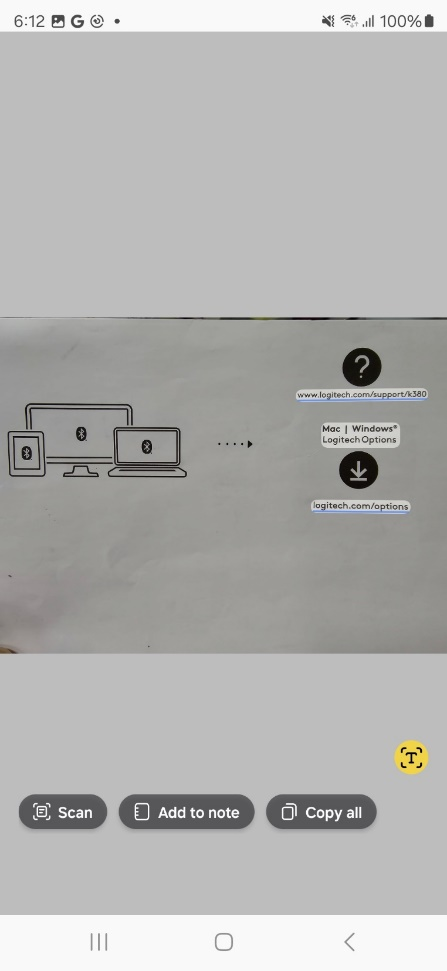 6:12
100%
www.logitech.com/support/k380
Mac | Windows®
Logitech Options
logitech.com/options
Scan
Add to note
Copy all